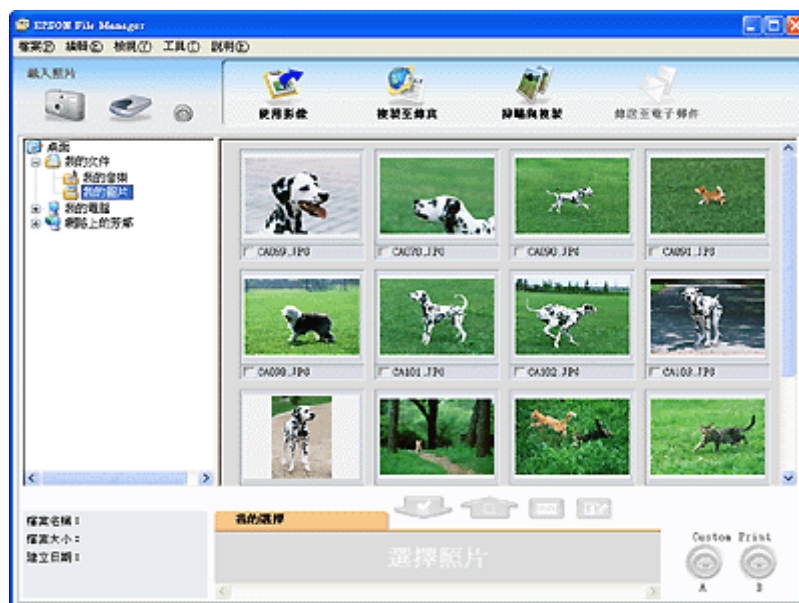 EPSON File Manager
檔案(F) 編輯(E) 檢視(V) 工具(T) 說明(H)
載入照片
使用影像
複製至燒真
掃瞄與複製
傳送至電子郵件
桌面
我的文件
我的音樂
我的圖片
我的電腦
網路上的芳鄰
CA069.JPG
CA070.JPG
CA090.JPG
CA091.JPG
CA098.JPG
CA101.JPG
CA102.JPG
CA103.JPG
檔案名稱：
檔案大小：
建立日期：
我的選擇
選擇照片
Custom Print
A B